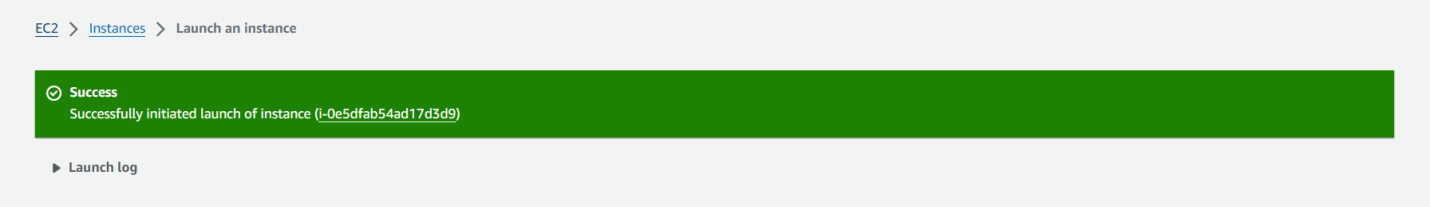 EC2 > Instances > Launch an instance
Success
Successfully initiated launch of instance (i-0e5dfab54ad17d3d9)
Launch log